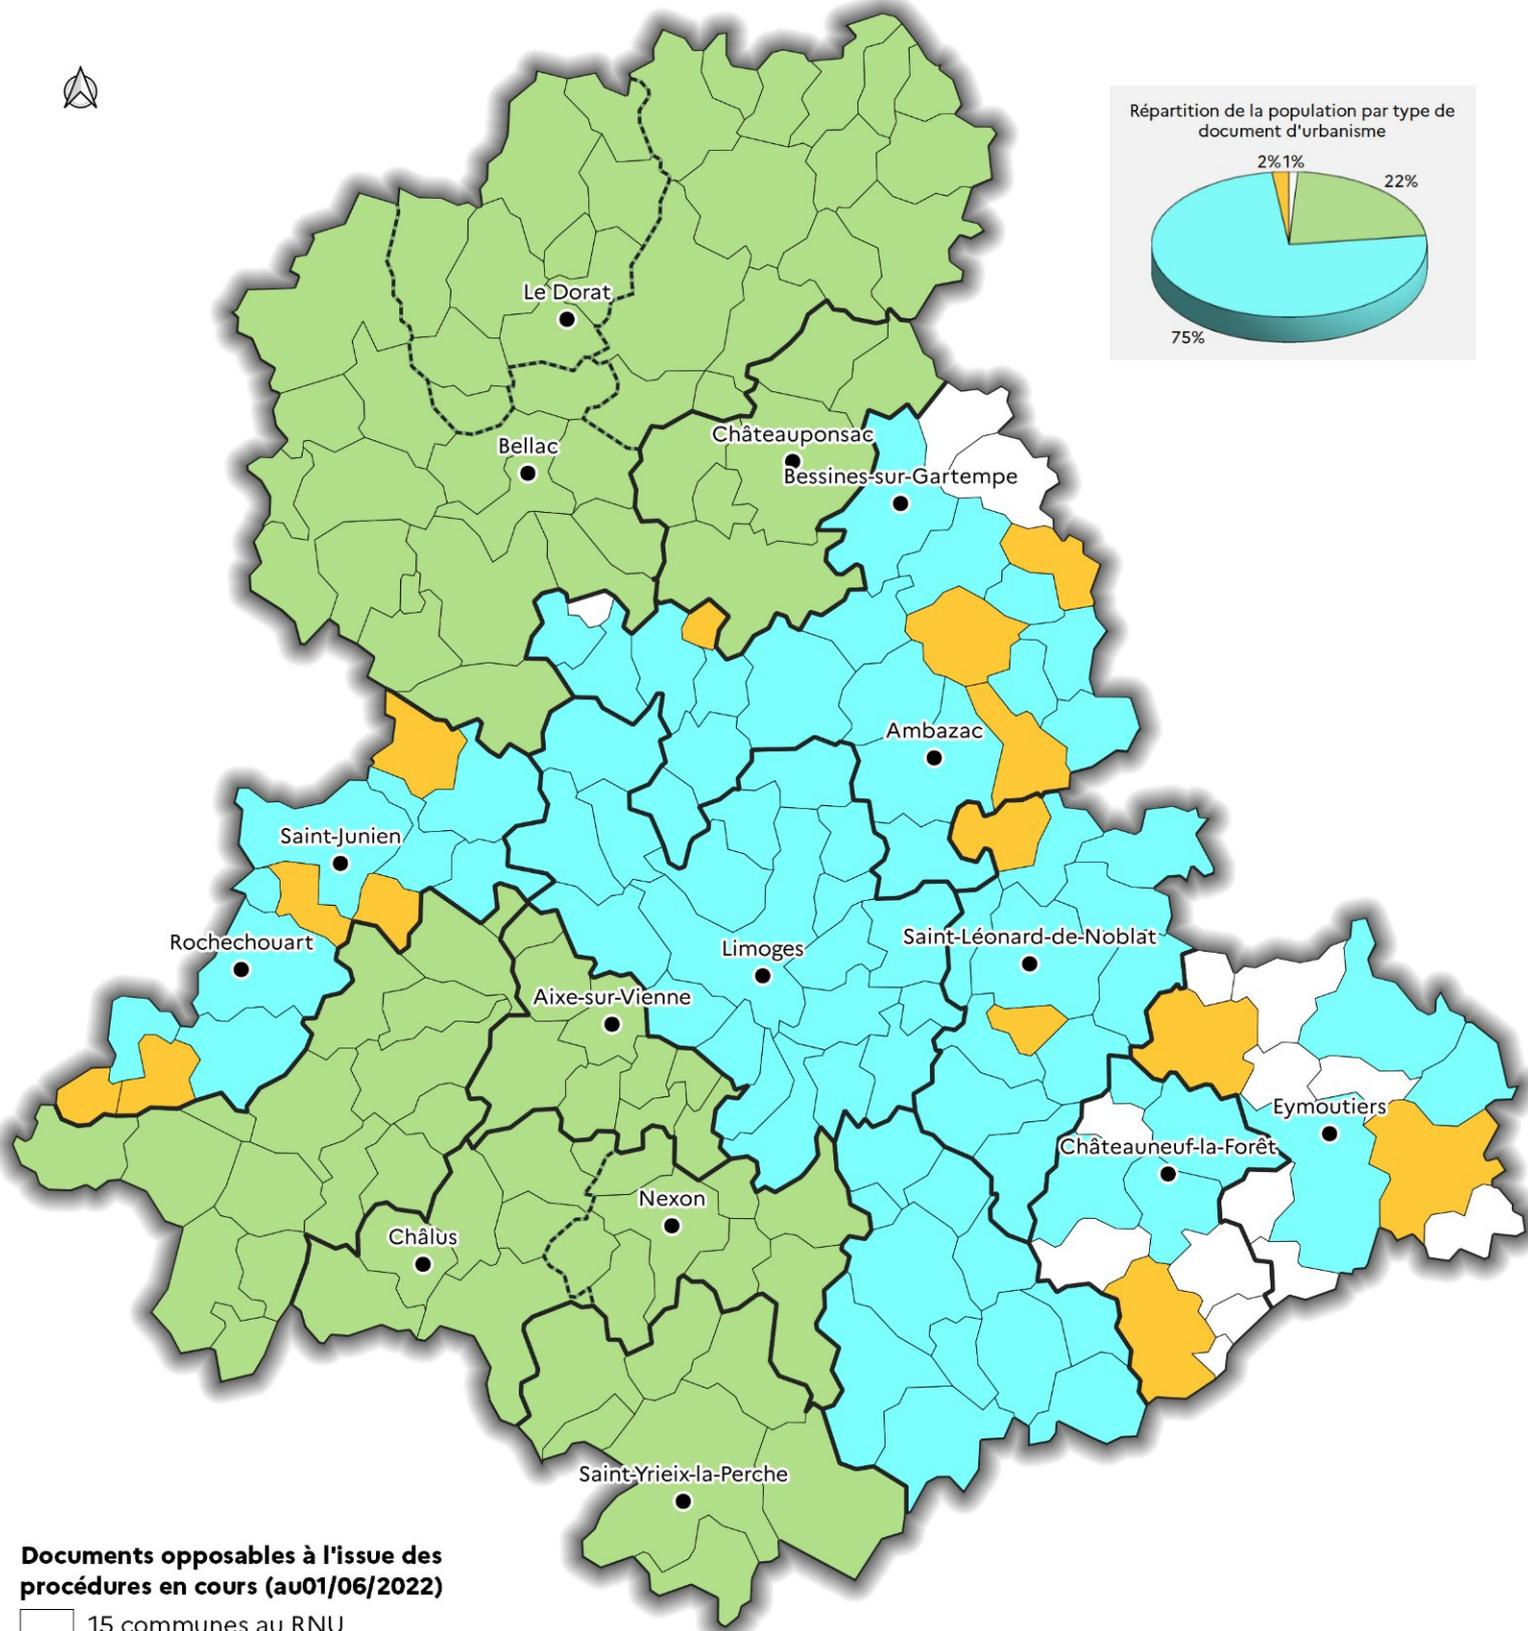 Répartition de la population par type de
document d'urbanisme
2% 1%
22%
75%
Le Dorat
Châteauponsac
Bellac
Bessines-sur-Gartempe
Ambazac
Saint-Junien
Rochechouart
Saint-Léonard-de-Noblat
Limoges
Aixe-sur-Vienne
Eymoutiers
Châteauneuf-la-Forêt
Nexon
Châlus
Saint-Yrieix-la-Perche
Documents opposables à l'issue des
procédures en cours (au01/06/2022)
15 communes au RNU